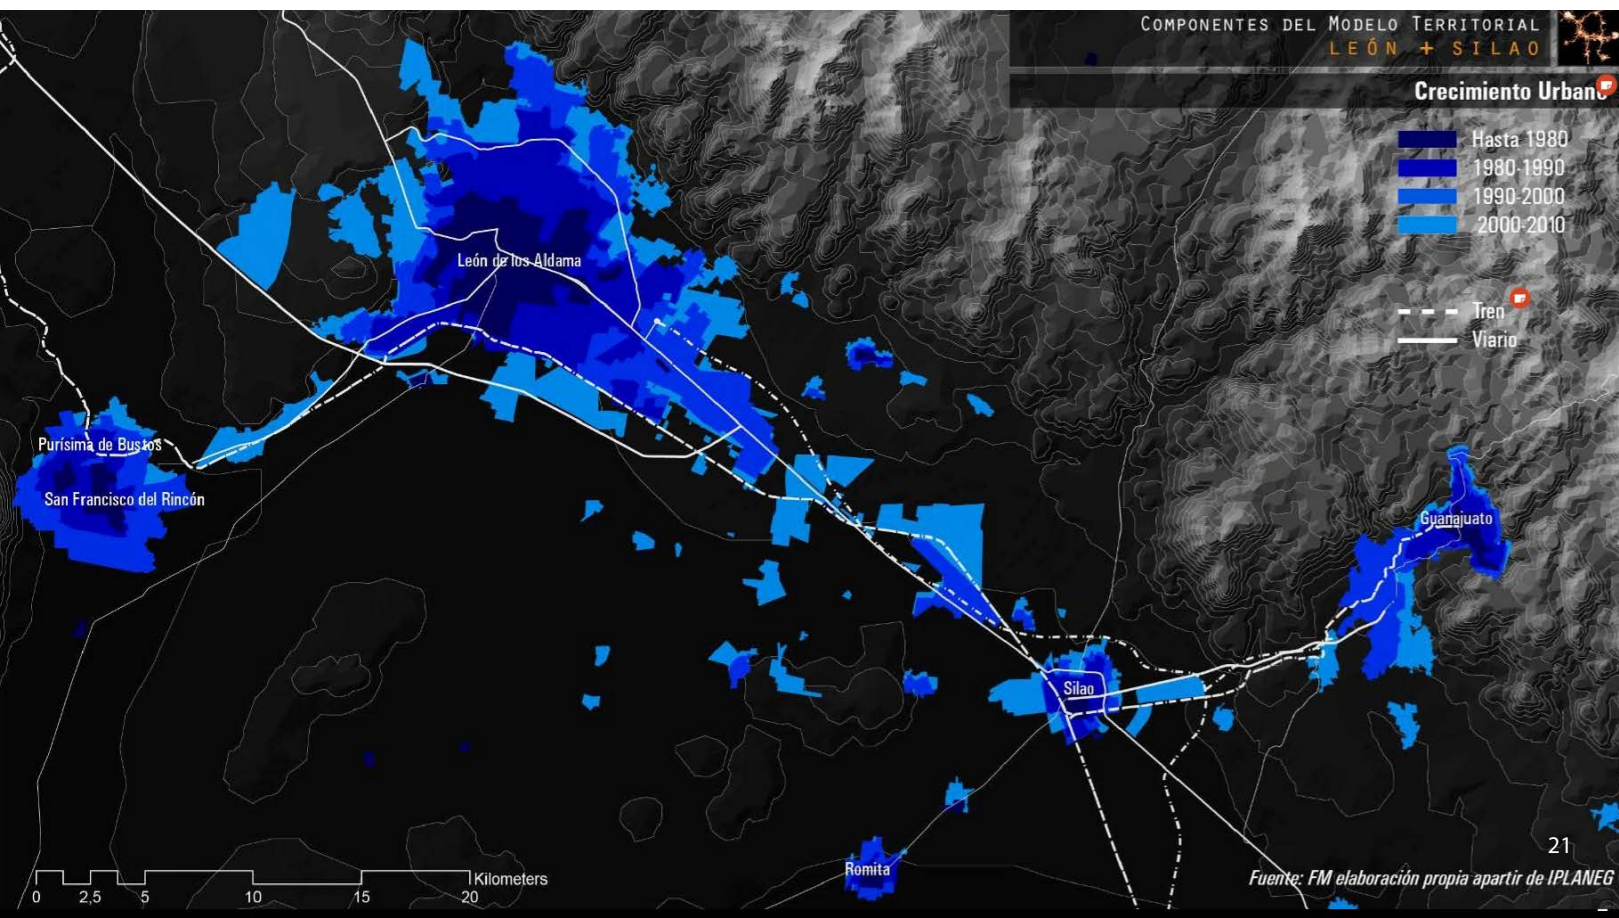 COMPONENTES DEL MODELO TERRITORIAL
LEÓN + SILAO
Crecimiento Urbano
Hasta 1980
1980-1990
1990-2000
2000-2010
Tren
Viario
León de los Aldama
Purísima de Bustos
San Francisco del Rincón
Guanajuato
Silao
Romita
21
Kilometers
0 2,5 5 10 15 20
Fuente: FM elaboración propia apartir de IPLANEG